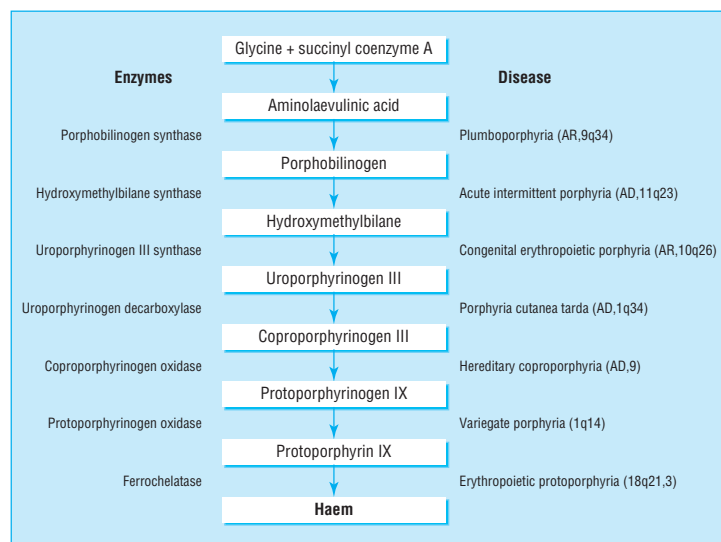 Glycine + succinyl coenzyme A
Enzymes
Disease
Aminolaevulinic acid
Porphobilinogen synthase
Plumboporphyria (AR,9q34)
Porphobilinogen
Hydroxymethylbilane synthase
Acute intermittent porphyria (AD,11q23)
Hydroxymethylbilane
Uroporphyrinogen III synthase
Congenital erythropoietic porphyria (AR,10q26)
Uroporphyrinogen III
Uroporphyrinogen decarboxylase
Porphyria cutanea tarda (AD,1q34)
Coproporphyrinogen III
Coproporphyrinogen oxidase
Hereditary coproporphyria (AD,9)
Protoporphyrinogen IX
Protoporphyrinogen oxidase
Variegate porphyria (1q14)
Protoporphyrin IX
Ferrochelatase
Erythropoietic protoporphyria (18q21,3)
Haem